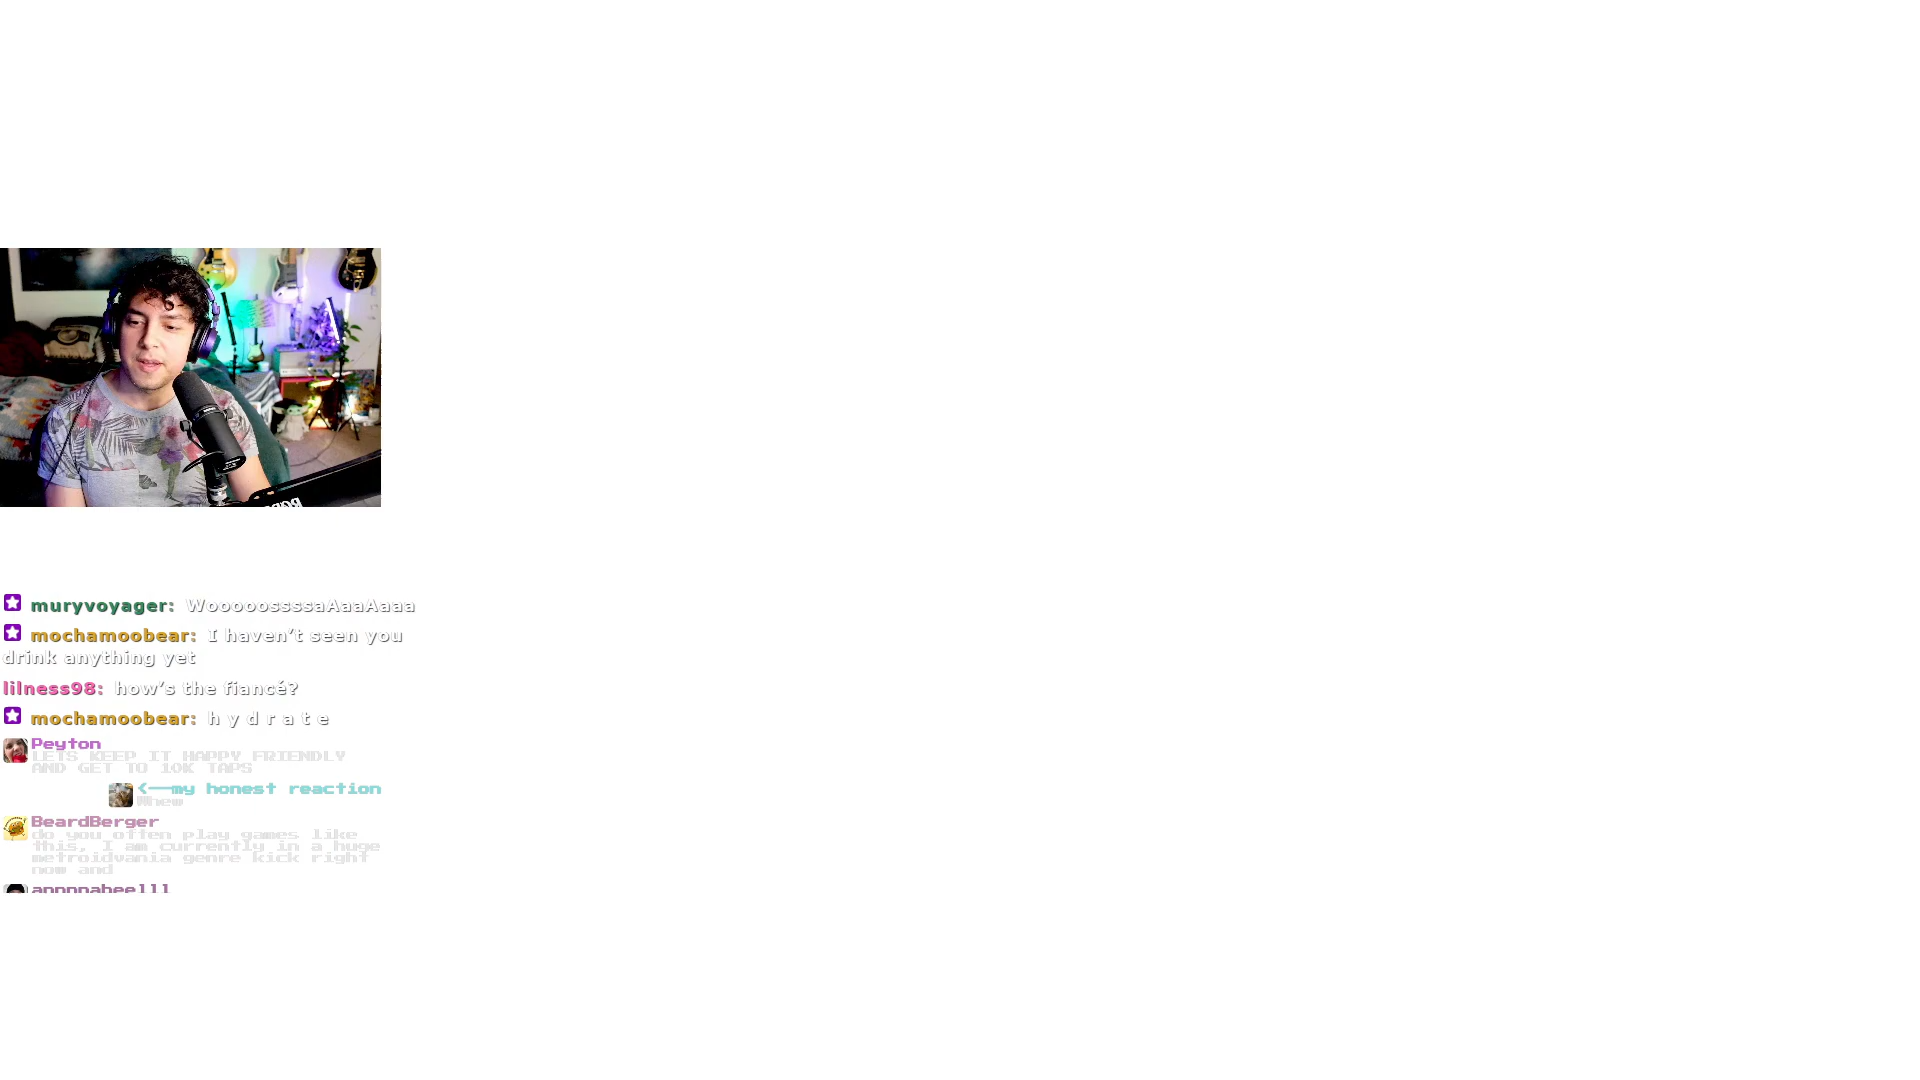 muryvoyager: WooooossssaAaaAaaa
mochamoobear: I haven't seen you
drink anything yet
lilness98: how's the fiancé?
mochamoobear: h y d r a t e
Peyton
LETS KEEP IT HAPPY FRIENDLY
AND GET TO 10K TAPS
<——my honest reaction
Whew
BeardBerger
do you often play games like
this, I am currently in a huge
metroidvania genre kick right
now and